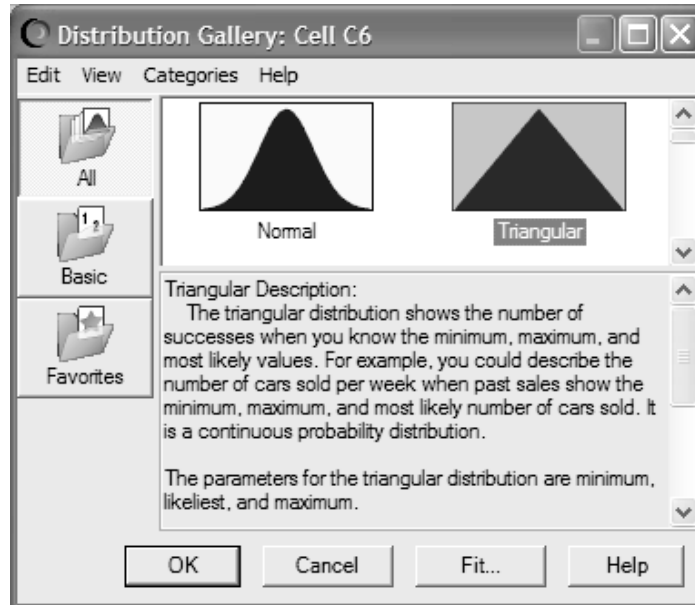 Distribution Gallery: Cell C6
Edit View Categories Help
All
Normal
Triangular
Basic
Favorites
Triangular Description:
The triangular distribution shows the number of
successes when you know the minimum, maximum, and
most likely values. For example, you could describe the
number of cars sold per week when past sales show the
minimum, maximum, and most likely number of cars sold. It
is a continuous probability distribution.
The parameters for the triangular distribution are minimum,
likeliest, and maximum.
OK Cancel Fit... Help